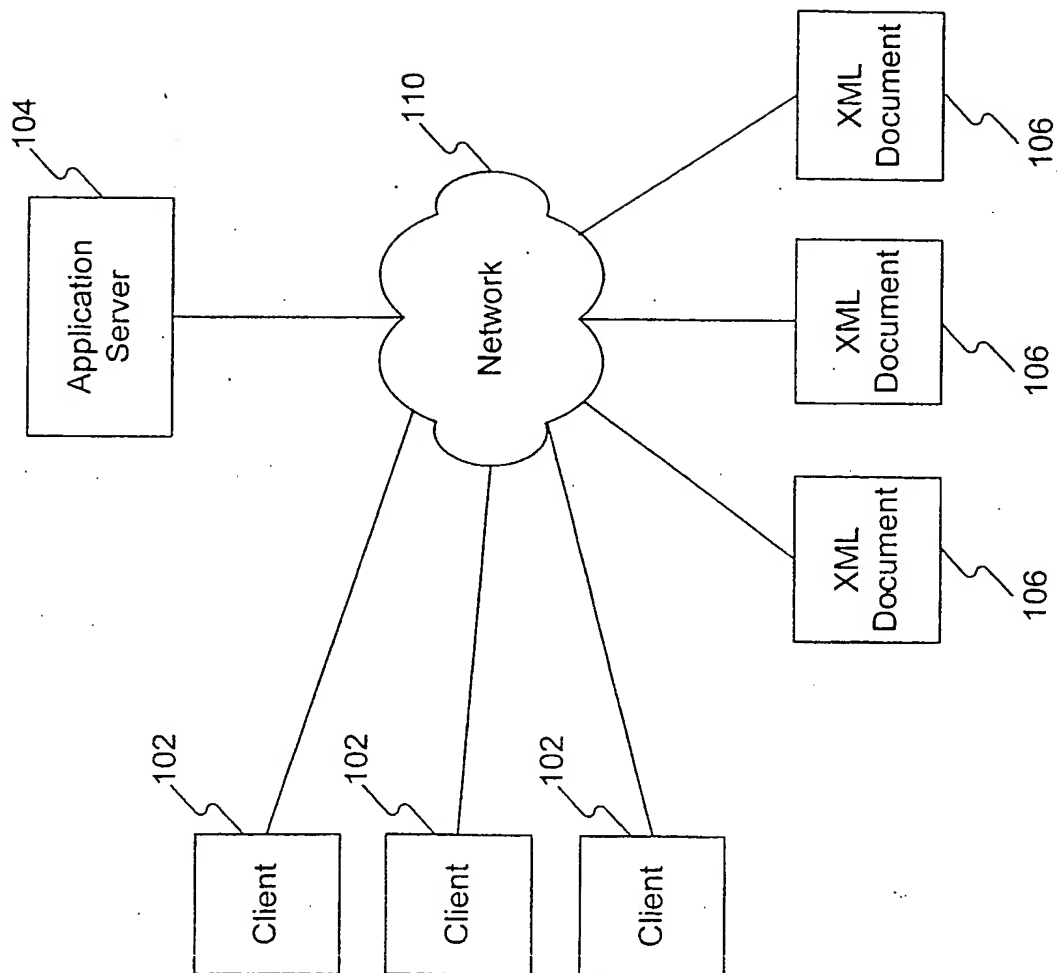 104
Application
Server
110
Network
102
Client
102
Client
102
Client
XML
Document
106
XML
Document
106
XML
Document
106